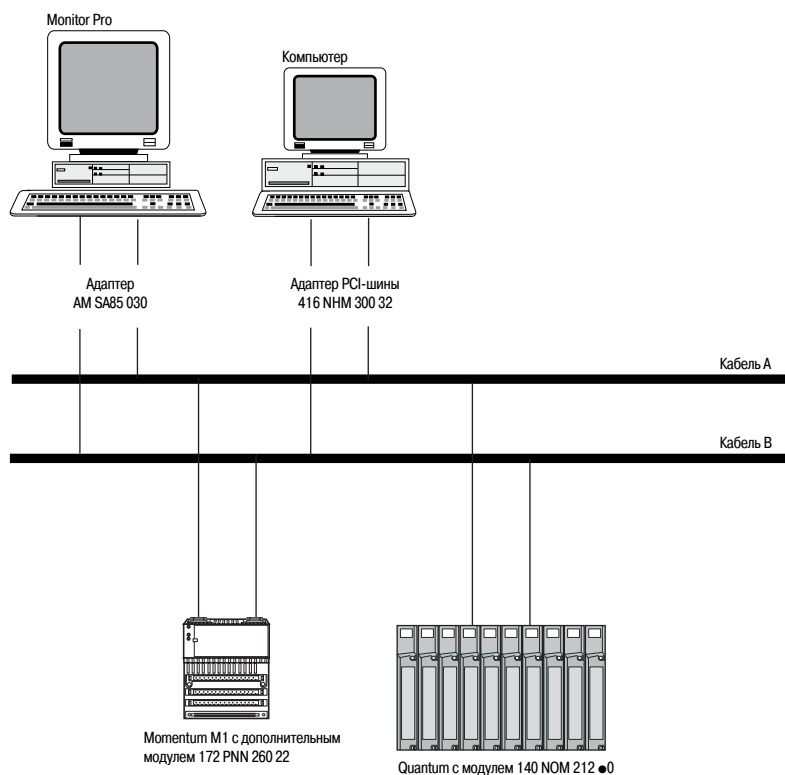 Monitor Pro
Компьютер
Адаптер
AM SA85 030
Адаптер PCI-шины
416 NHM 300 32
Кабель A
Кабель B
Momentum M1 с дополнительным
модулем 172 PNN 260 22
Quantum с модулем 140 NOM 212 ●0